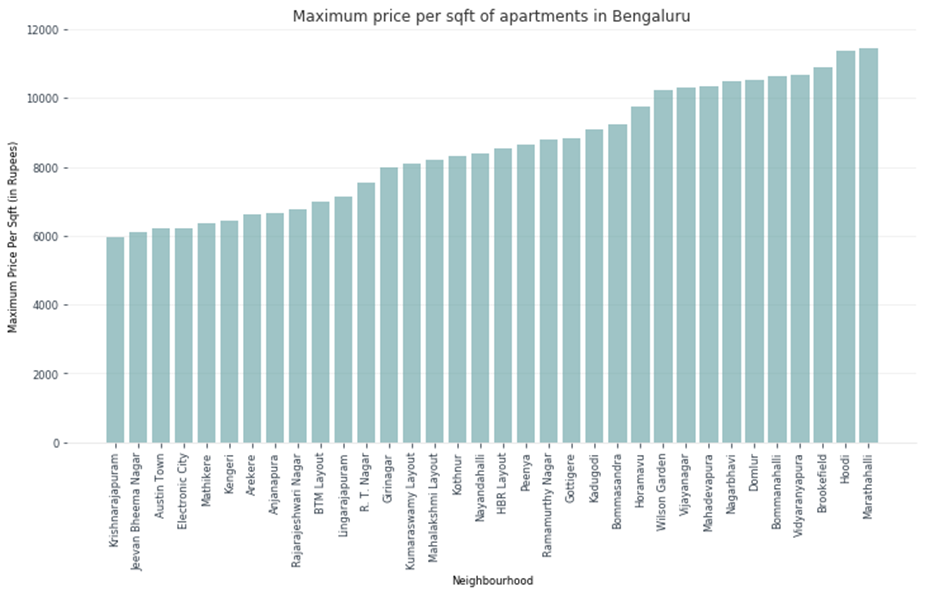 Maximum price per sqft of apartments in Bengaluru
12000
10000
8000
6000
4000
2000
0
Maximum Price Per Sqft (in Rupees)
Krishnarajapuram
Jeevan Bheema Nagar
Austin Town
Electronic City
Mathikere
Kengeri
Arekere
Anjanapura
Rajarajeshwari Nagar
BTM Layout
Lingarajapuram
R. T. Nagar
Girinagar
Kumaraswamy Layout
Mahalakshmi Layout
Kothnur
Nayandahalli
HBR Layout
Peenya
Ramamurthy Nagar
Gottigere
Kadugodi
Bommasandra
Horamavu
Wilson Garden
Vijayanagar
Mahadevapura
Nagarbhavi
Domlur
Bommanahalli
Vidyaranyapura
Brookefield
Hoodi
Marathahalli
Neighbourhood